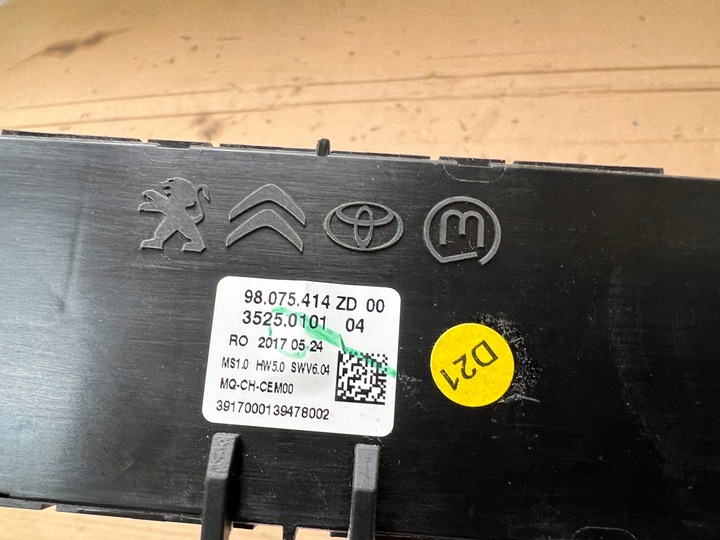 98.075.414 ZD 00
3525.0101 04
RO 2017 05 24
MS1.0 HW5.0 SWV6.04
MQ-CH-CEM00
3917000139478002
D21